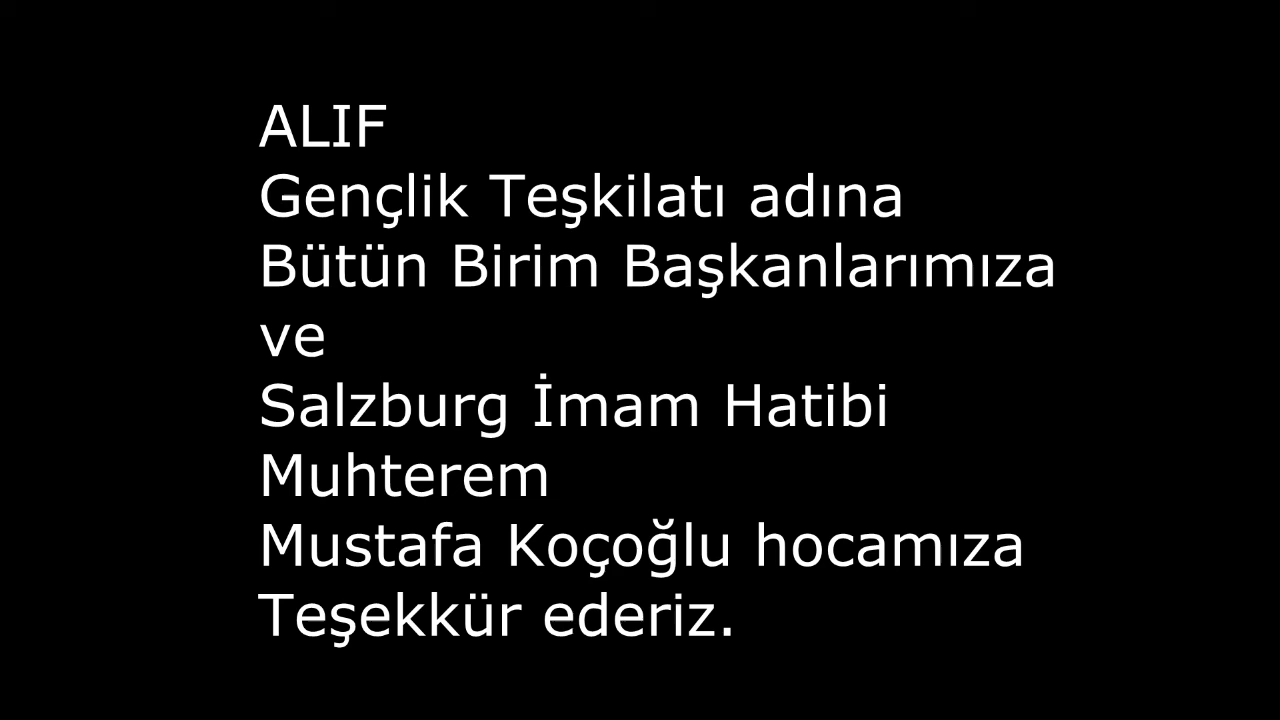 ALIF
Gençlik Teşkilatı adına
Bütün Birim Başkanlarımıza
ve
Salzburg İmam Hatibi
Muhterem
Mustafa Koçoğlu hocamıza
Teşekkür ederiz.